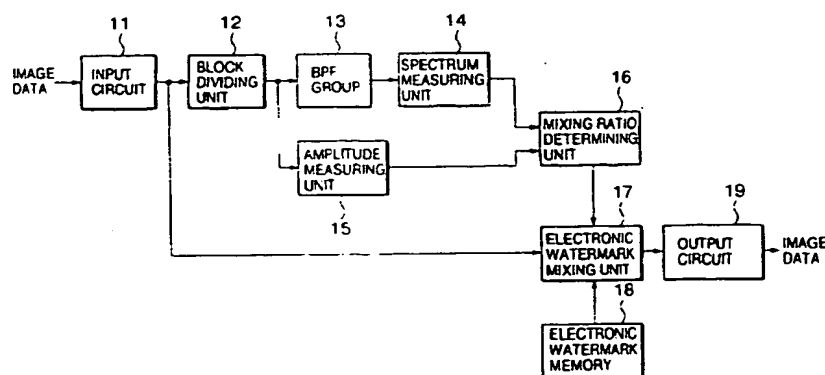 11
12
13
14
IMAGE
DATA
INPUT
CIRCUIT
BLOCK
DIVIDING
UNIT
BPF
GROUP
SPECTRUM
MEASURING
UNIT
16
MIXING RATIO
DETERMINING
UNIT
AMPLITUDE
MEASURING
UNIT
15
17
19
ELECTRONIC
WATERMARK
MIXING UNIT
OUTPUT
CIRCUIT
IMAGE
DATA
18
ELECTRONIC
WATERMARK
MEMORY